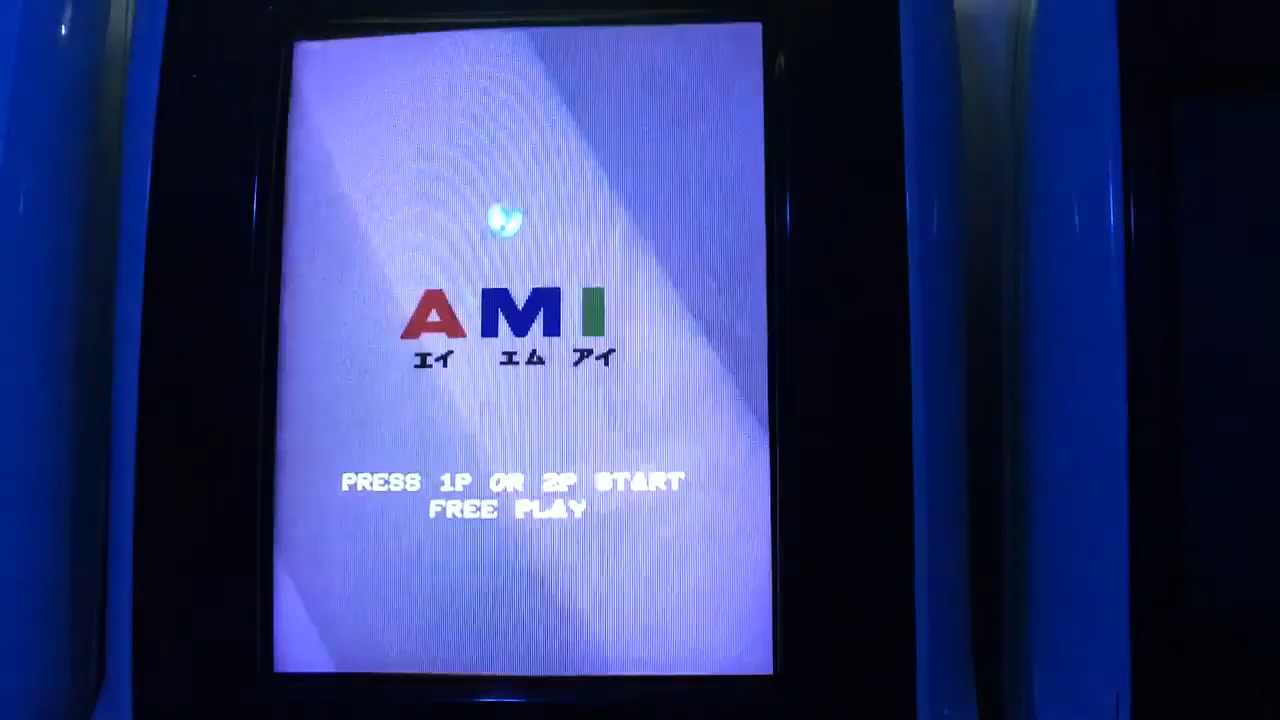 AMI
エイ エム アイ
PRESS 1P OR 2P START
FREE PLAY